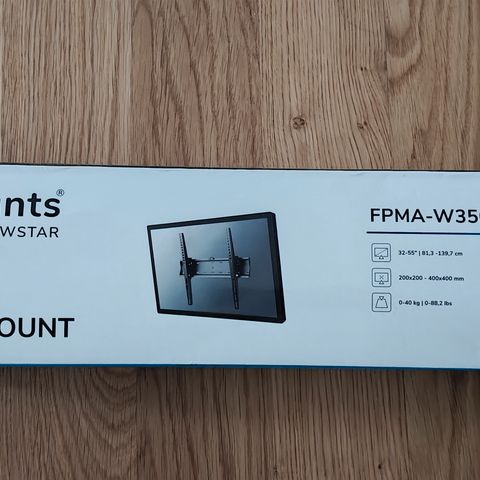 nts®
WSTAR
OUNT
FPMA-W35
32-55" | 81,3 -139,7 cm
200x200 - 400x400 mm
0-40 kg | 0-88,2 lbs